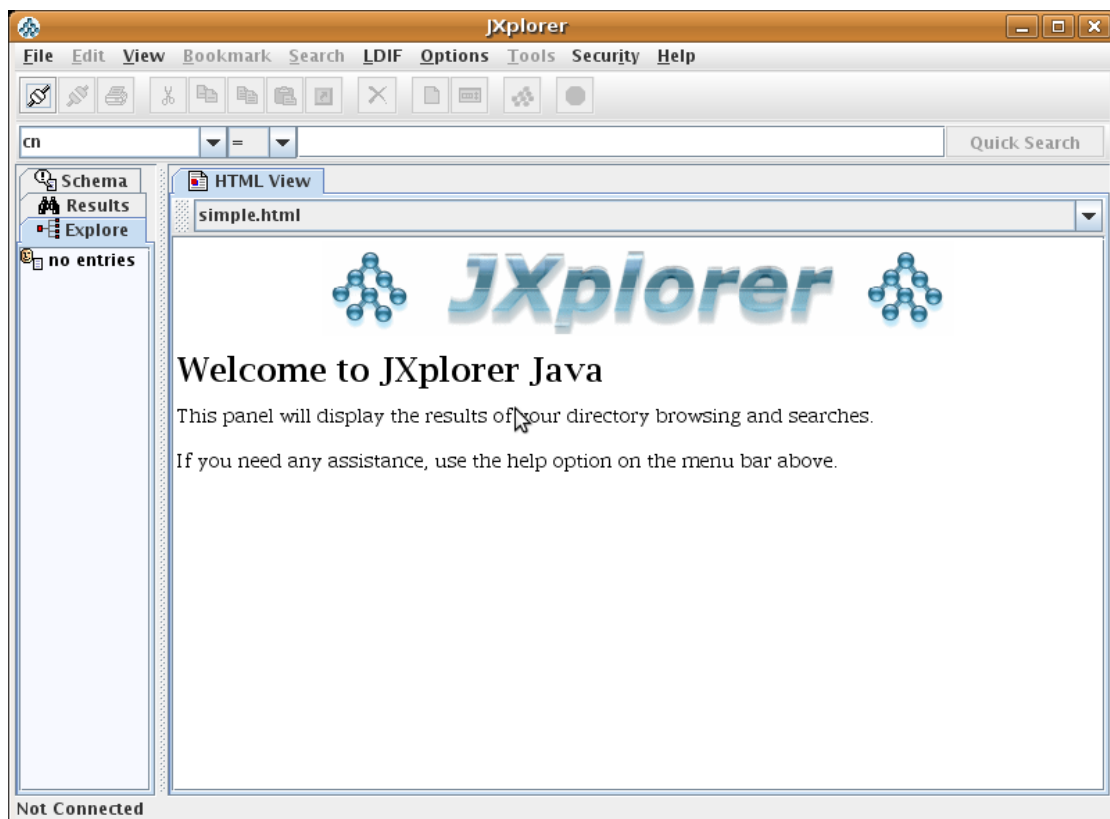 JXplorer
File Edit View Bookmark Search LDIF Options Tools Security Help
cn = Quick Search
Schema
Results
Explore
no entries
HTML View
simple.html
JXplorer
Welcome to JXplorer Java
This panel will display the results of your directory browsing and searches.
If you need any assistance, use the help option on the menu bar above.
Not Connected